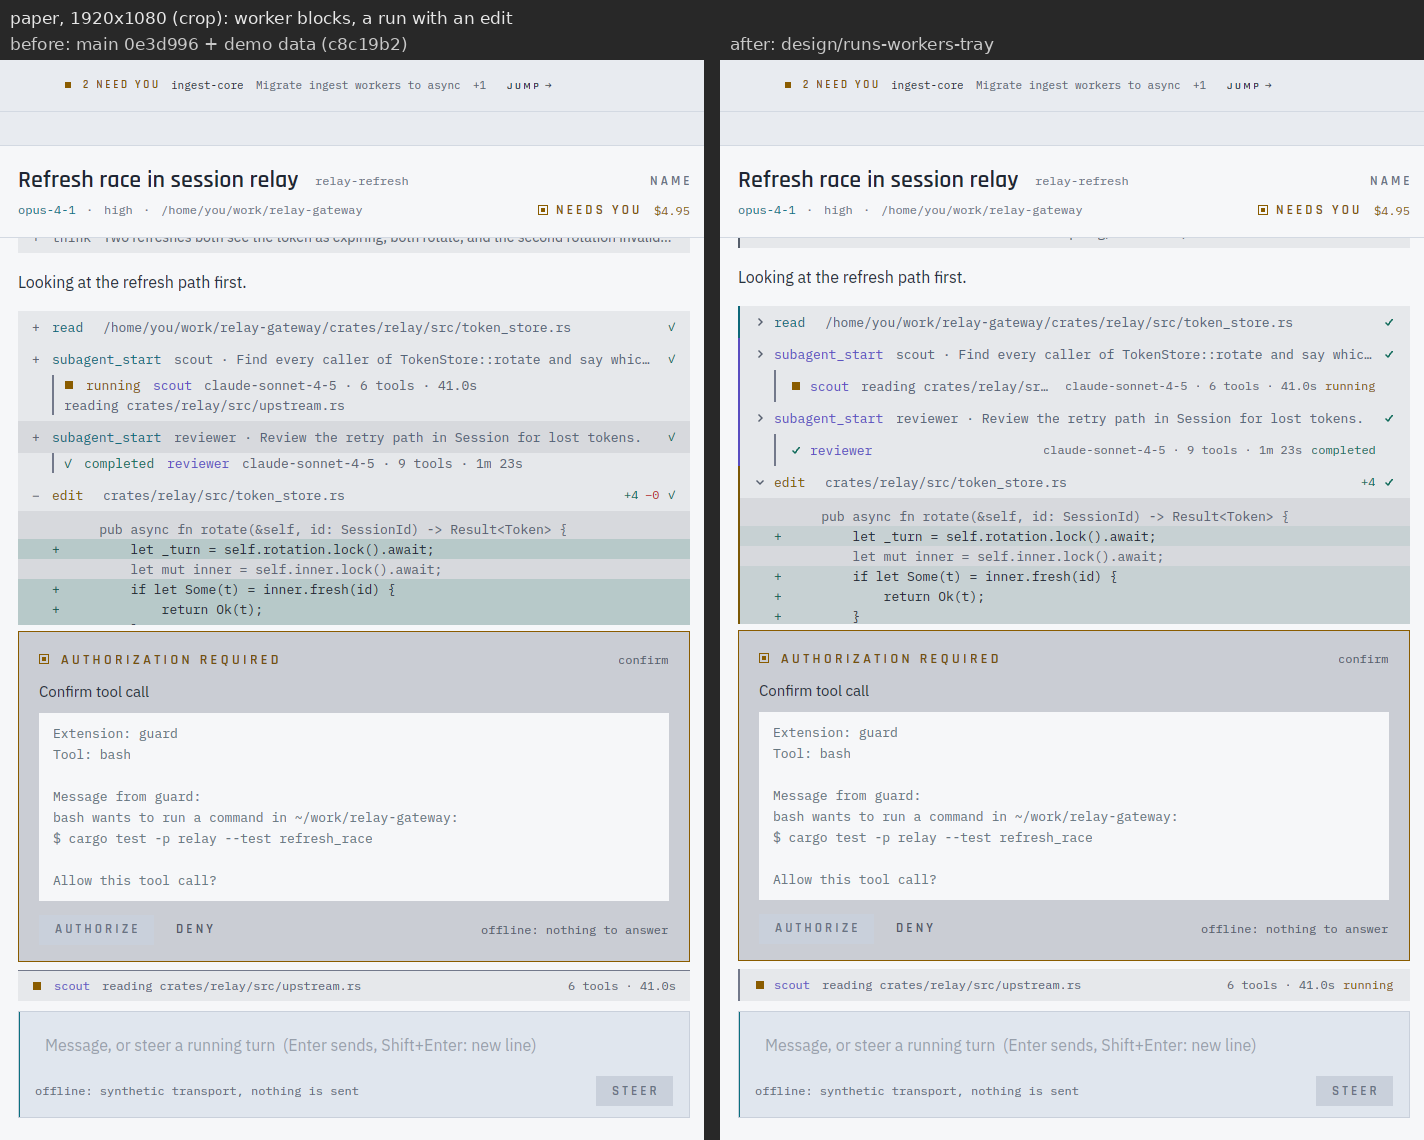 paper, 1920x1080 (crop): worker blocks, a run with an edit
before: main 0e3d996 + demo data (c8c19b2)
2 NEED YOU ingest-core Migrate ingest workers to async +1 JUMP →
Refresh race in session relay relay-refresh NAME
opus-4-1 · high · /home/you/work/relay-gateway NEEDS YOU $4.95
+ think Two refreshes both see the token as expiring, both rotate, and the second rotation invalid…
Looking at the refresh path first.
+ read /home/you/work/relay-gateway/crates/relay/src/token_store.rs √
+ subagent_start scout · Find every caller of TokenStore::rotate and say whic… √
running scout claude-sonnet-4-5 · 6 tools · 41.0s
reading crates/relay/src/upstream.rs
+ subagent_start reviewer · Review the retry path in Session for lost tokens. √
√ completed reviewer claude-sonnet-4-5 · 9 tools · 1m 23s
− edit crates/relay/src/token_store.rs +4 −0 √
pub async fn rotate(&self, id: SessionId) -> Result<Token> {
+ let _turn = self.rotation.lock().await;
let mut inner = self.inner.lock().await;
+ if let Some(t) = inner.fresh(id) {
+ return Ok(t);
AUTHORIZATION REQUIRED confirm
Confirm tool call
Extension: guard
Tool: bash
Message from guard:
bash wants to run a command in ~/work/relay-gateway:
$ cargo test -p relay --test refresh_race
Allow this tool call?
AUTHORIZE DENY offline: nothing to answer
scout reading crates/relay/src/upstream.rs 6 tools · 41.0s
Message, or steer a running turn (Enter sends, Shift+Enter: new line)
offline: synthetic transport, nothing is sent STEER
after: design/runs-workers-tray
2 NEED YOU ingest-core Migrate ingest workers to async +1 JUMP →
Refresh race in session relay relay-refresh NAME
opus-4-1 · high · /home/you/work/relay-gateway NEEDS YOU $4.95
Looking at the refresh path first.
read /home/you/work/relay-gateway/crates/relay/src/token_store.rs ✓
subagent_start scout · Find every caller of TokenStore::rotate and say whic… ✓
scout reading crates/relay/sr… claude-sonnet-4-5 · 6 tools · 41.0s running
subagent_start reviewer · Review the retry path in Session for lost tokens. ✓
✓ reviewer claude-sonnet-4-5 · 9 tools · 1m 23s completed
edit crates/relay/src/token_store.rs +4 ✓
pub async fn rotate(&self, id: SessionId) -> Result<Token> {
+ let _turn = self.rotation.lock().await;
let mut inner = self.inner.lock().await;
+ if let Some(t) = inner.fresh(id) {
+ return Ok(t);
+ }
AUTHORIZATION REQUIRED confirm
Confirm tool call
Extension: guard
Tool: bash
Message from guard:
bash wants to run a command in ~/work/relay-gateway:
$ cargo test -p relay --test refresh_race
Allow this tool call?
AUTHORIZE DENY offline: nothing to answer
scout reading crates/relay/src/upstream.rs 6 tools · 41.0s running
Message, or steer a running turn (Enter sends, Shift+Enter: new line)
offline: synthetic transport, nothing is sent STEER